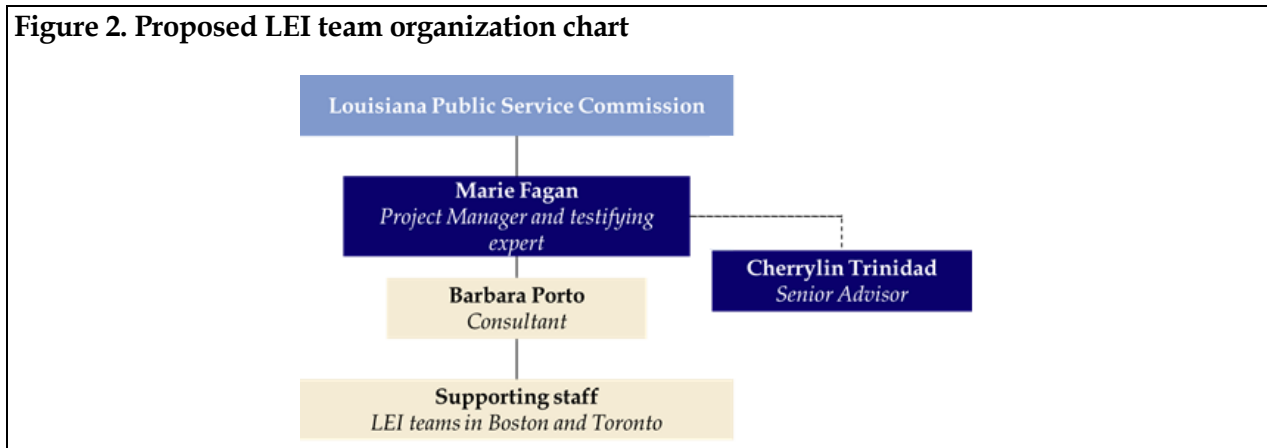 Figure 2. Proposed LEI team organization chart
Louisiana Public Service Commission
Marie Fagan
Project Manager and testifying
expert
Cherrylin Trinidad
Senior Advisor
Barbara Porto
Consultant
Supporting staff
LEI teams in Boston and Toronto